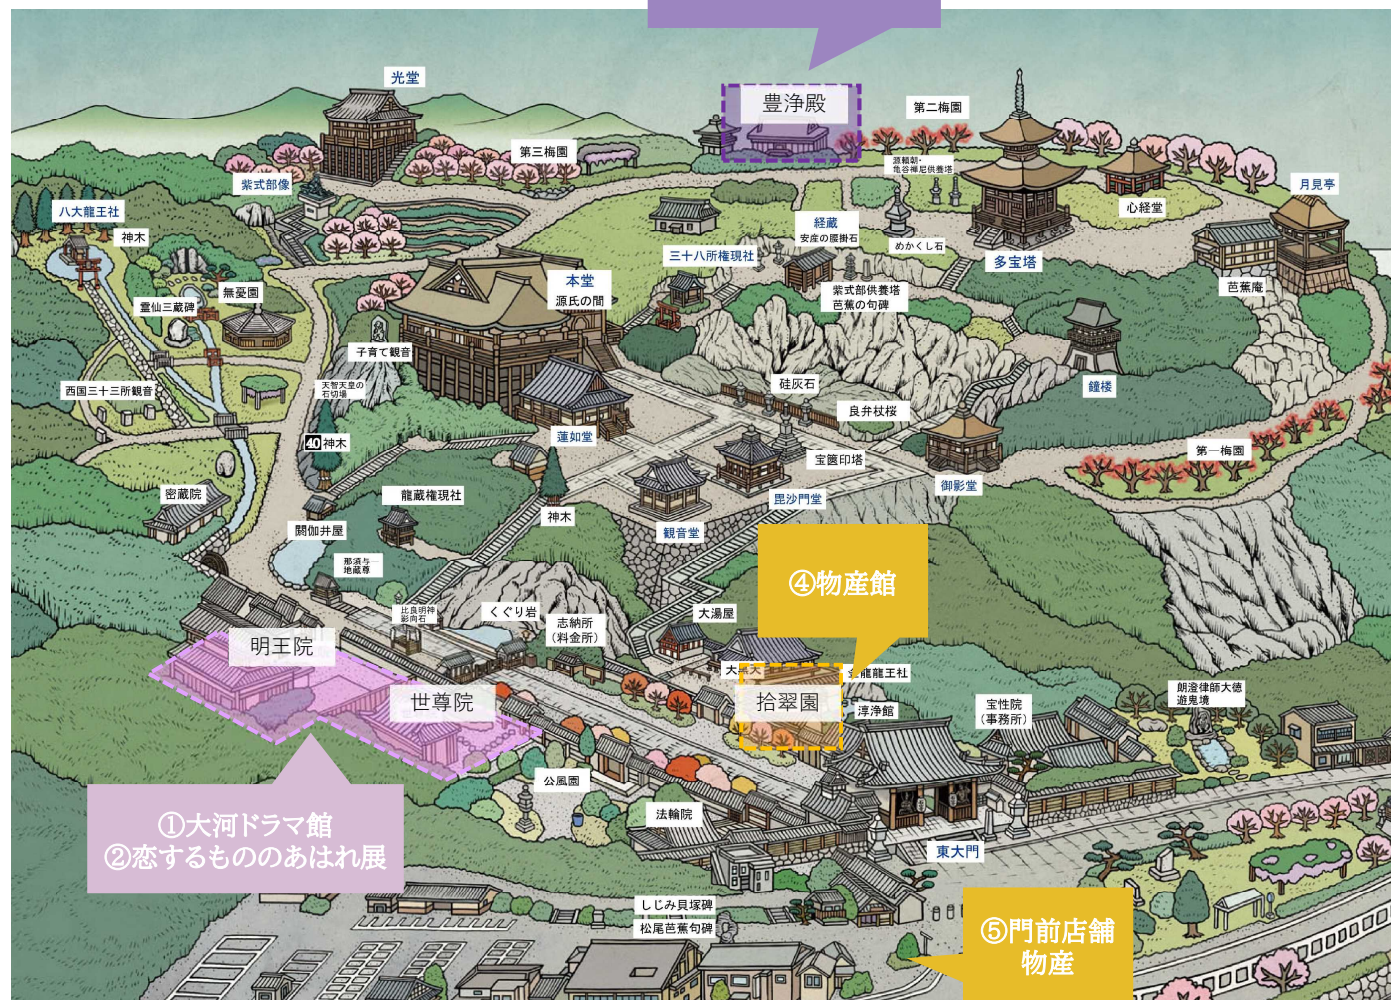 光堂
豊浄殿
第二梅園
第三梅園
源頼朝・
亀谷禅尼供養塔
紫式部像
月見亭
八大龍王社
神木
心経堂
経蔵
安産の腰掛石
めかくし石
三十八所権現社
多宝塔
本堂
源氏の間
紫式部供養塔
芭蕉の句碑
芭蕉庵
無憂園
霊仙三蔵碑
子育て観音
天智天皇の
石切場
硅灰石
鐘楼
西国三十三所観音
良弁杖桜
40 神木
蓮如堂
第一梅園
宝篋印塔
御影堂
密蔵院
龍蔵権現社
毘沙門堂
神木
閼伽井屋
観音堂
那須与一
地蔵尊
④物産館
比良明神
影向石
くぐり岩
志納所
(料金所)
大湯屋
明王院
大黒天
金龍龍王社
世尊院
拾翠園
淳浄館
宝性院
(事務所)
朗澄律師大徳
遊鬼境
公風園
法輪院
①大河ドラマ館
②恋するもののあはれ展
東大門
しじみ貝塚碑
松尾芭蕉句碑
⑤門前店舗
物産